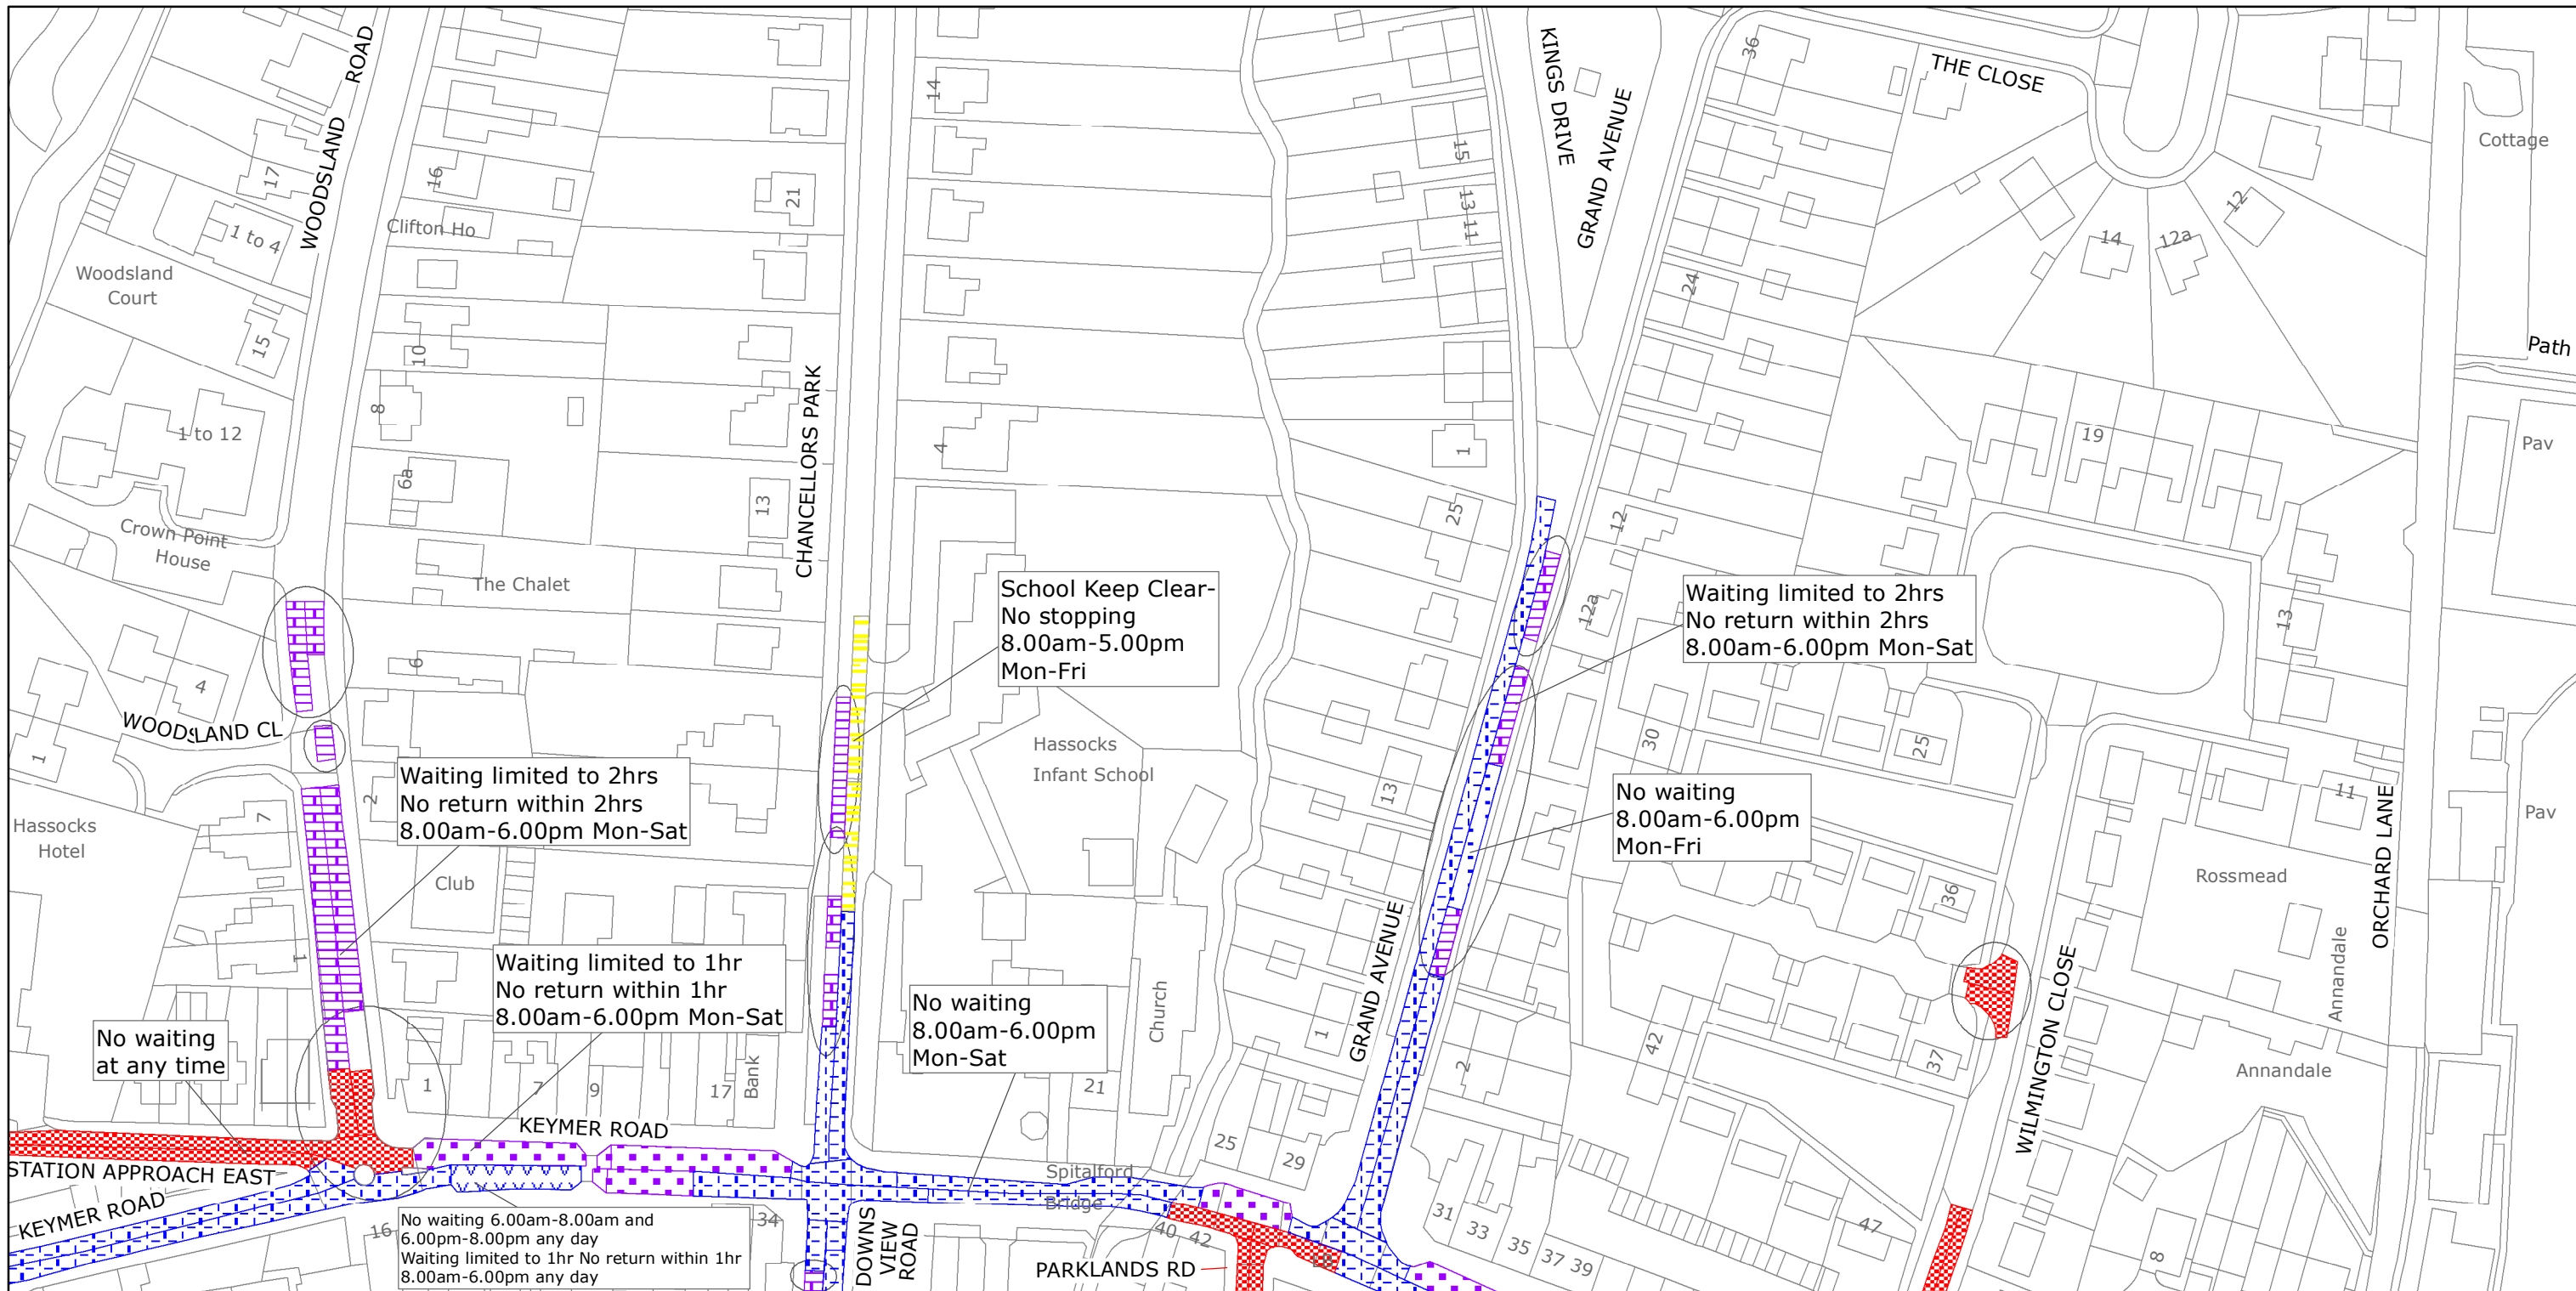 WOODSLAND ROAD
KINGS DRIVE
GRAND AVENUE
THE CLOSE
36
14
Cottage
17
1 to 4
16
Clifton Ho
21
15
13
11
12
14
12a
Woodsland
Court
24
15
10
8
CHANCELLORS PARK
Path
1 to 12
4
1
19
Pav
6a
13
25
12
Crown Point
House
The Chalet
School Keep Clear-
No stopping
8.00am-5.00pm
Mon-Fri
12a
Waiting limited to 2hrs
No return within 2hrs
8.00am-6.00pm Mon-Sat
13
6
4
WOODSLAND CL
1
Hassocks
Infant School
30
25
Waiting limited to 2hrs
No return within 2hrs
8.00am-6.00pm Mon-Sat
2
7
13
No waiting
8.00am-6.00pm
Mon-Fri
11
Pav
Hassocks
Hotel
ORCHARD LANE
Club
36
Rossmead
1
Waiting limited to 1hr
No return within 1hr
8.00am-6.00pm Mon-Sat
No waiting
8.00am-6.00pm
Mon-Sat
Church
GRAND AVENUE
1
WILMINGTON CLOSE
Annandale
No waiting
at any time
42
2
37
Annandale
1
7
9
17
Bank
21
KEYMER ROAD
25
29
STATION APPROACH EAST
Spitalford
Bridge
KEYMER ROAD
16
No waiting 6.00am-8.00am and
6.00pm-8.00pm any day
Waiting limited to 1hr No return within 1hr
8.00am-6.00pm any day
34
DOWNS
VIEW
ROAD
40
42
31
33
35
37
39
47
8
PARKLANDS RD